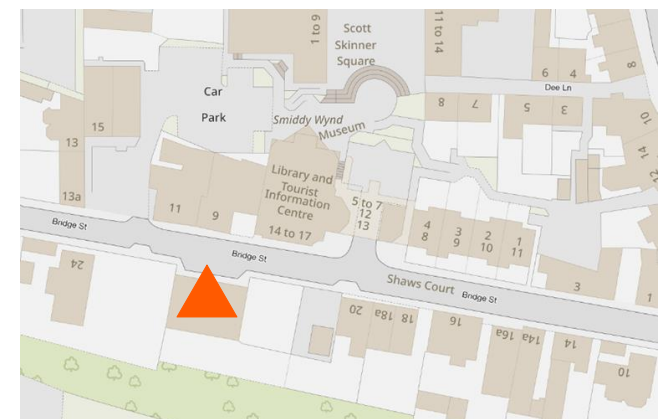 1 to 9
Scott
Skinner
Square
11 to 14
8
6
4
Dee Ln
Car
Park
8
7
5
3
10
Smiddy Wynd
Museum
15
13
14
12
Library and
Tourist
Information
Centre
14 to 17
5 to 7
12
13
13a
11
9
4
8
3
9
2
10
1
11
Bridge St
Bridge St
Shaws Court
Bridge St
3
1
24
20
18a
18
16
16a
14a
14
10